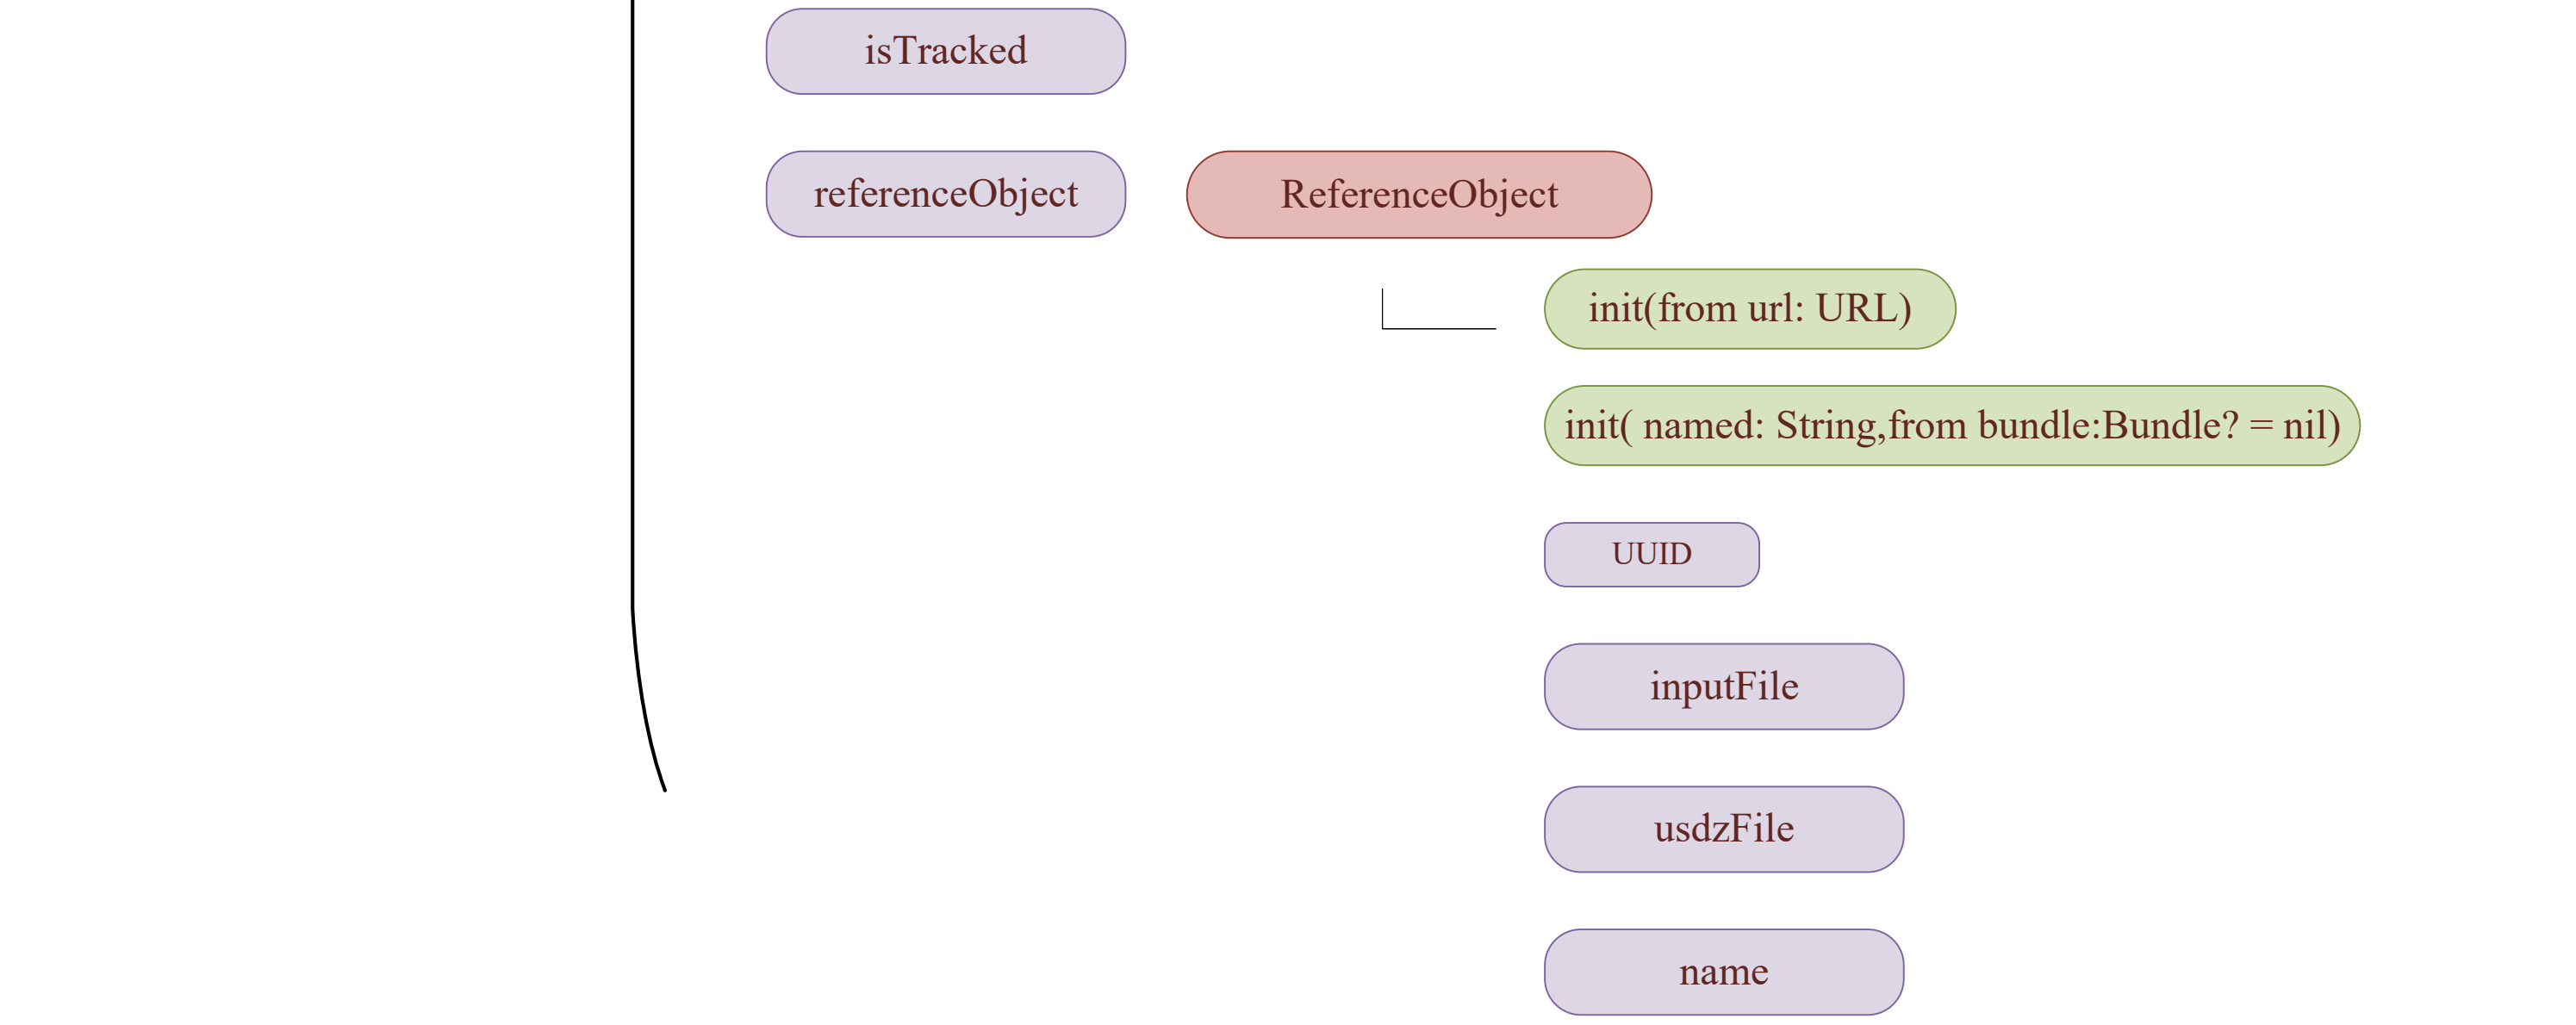 isTracked
referenceObject
ReferenceObject
init(from url: URL)
init( named: String,from bundle:Bundle? = nil)
UUID
inputFile
usdzFile
name